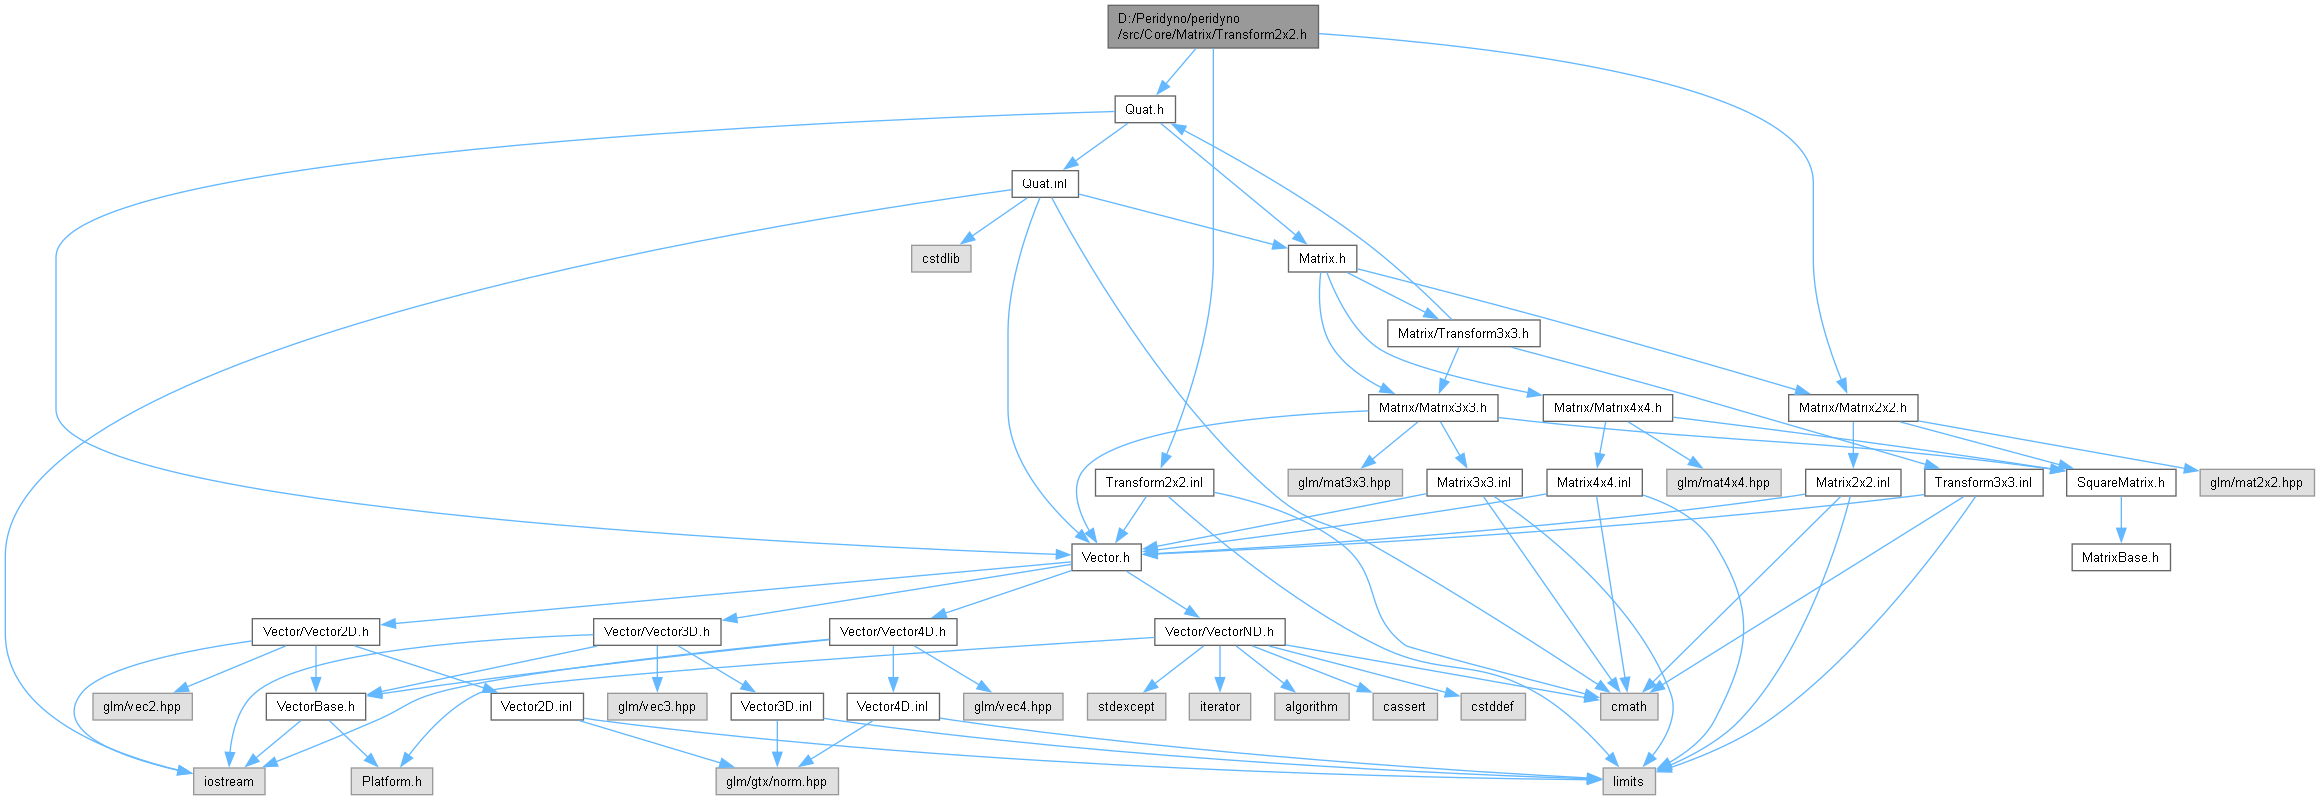 D:/Peridyno/peridyno
/src/Core/Matrix/Transform2x2.h
Quat.h
Quat.inl
cstdlib
Matrix.h
Matrix/Transform3x3.h
Matrix/Matrix3x3.h
Matrix/Matrix4x4.h
Matrix/Matrix2x2.h
Transform2x2.inl
glm/mat3x3.hpp
Matrix3x3.inl
Matrix4x4.inl
glm/mat4x4.hpp
Matrix2x2.inl
Transform3x3.inl
SquareMatrix.h
glm/mat2x2.hpp
Vector.h
MatrixBase.h
Vector/Vector2D.h
Vector/Vector3D.h
Vector/Vector4D.h
Vector/VectorND.h
glm/vec2.hpp
VectorBase.h
Vector2D.inl
glm/vec3.hpp
Vector3D.inl
Vector4D.inl
glm/vec4.hpp
stdexcept
iterator
algorithm
cassert
cstddef
cmath
iostream
Platform.h
glm/gtx/norm.hpp
limits